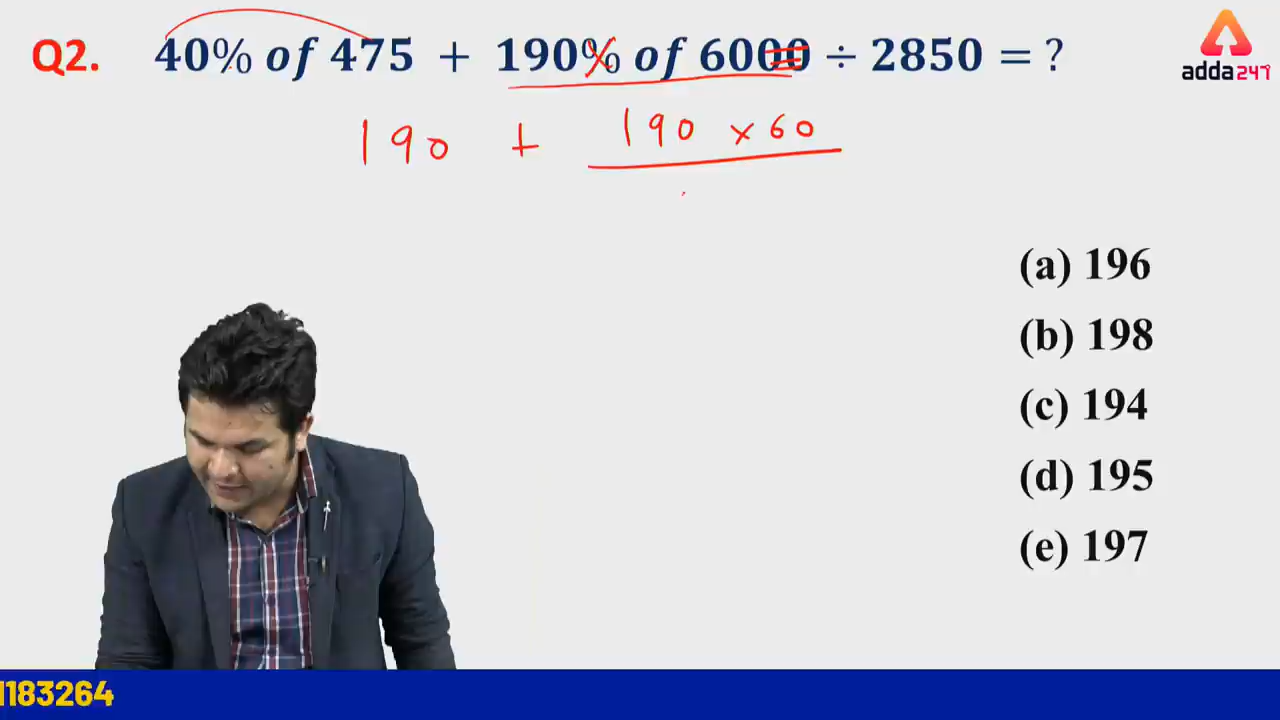 Q2. 40% of 475 + 190% of 6000 ÷ 2850 = ?
adda247
190 + 190 × 60
(a) 196
(b) 198
(c) 194
(d) 195
(e) 197
1183264